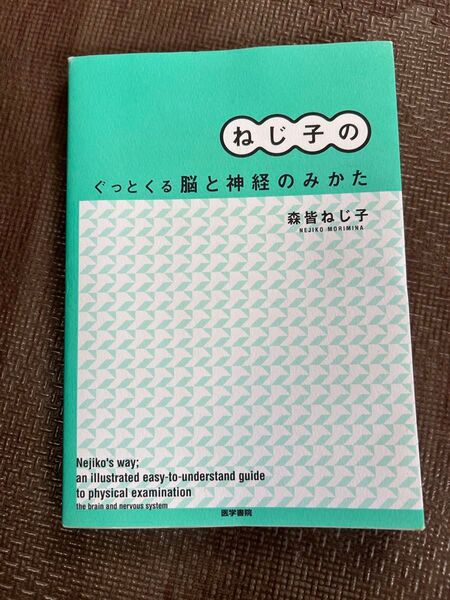 ねじ子の
ぐっとくる脳と神経のみかた
森皆ねじ子
NEJIKO MORIMINA
Nejiko's way;
an illustrated easy-to-understand guide
to physical examination
the brain and nervous system
医学書院